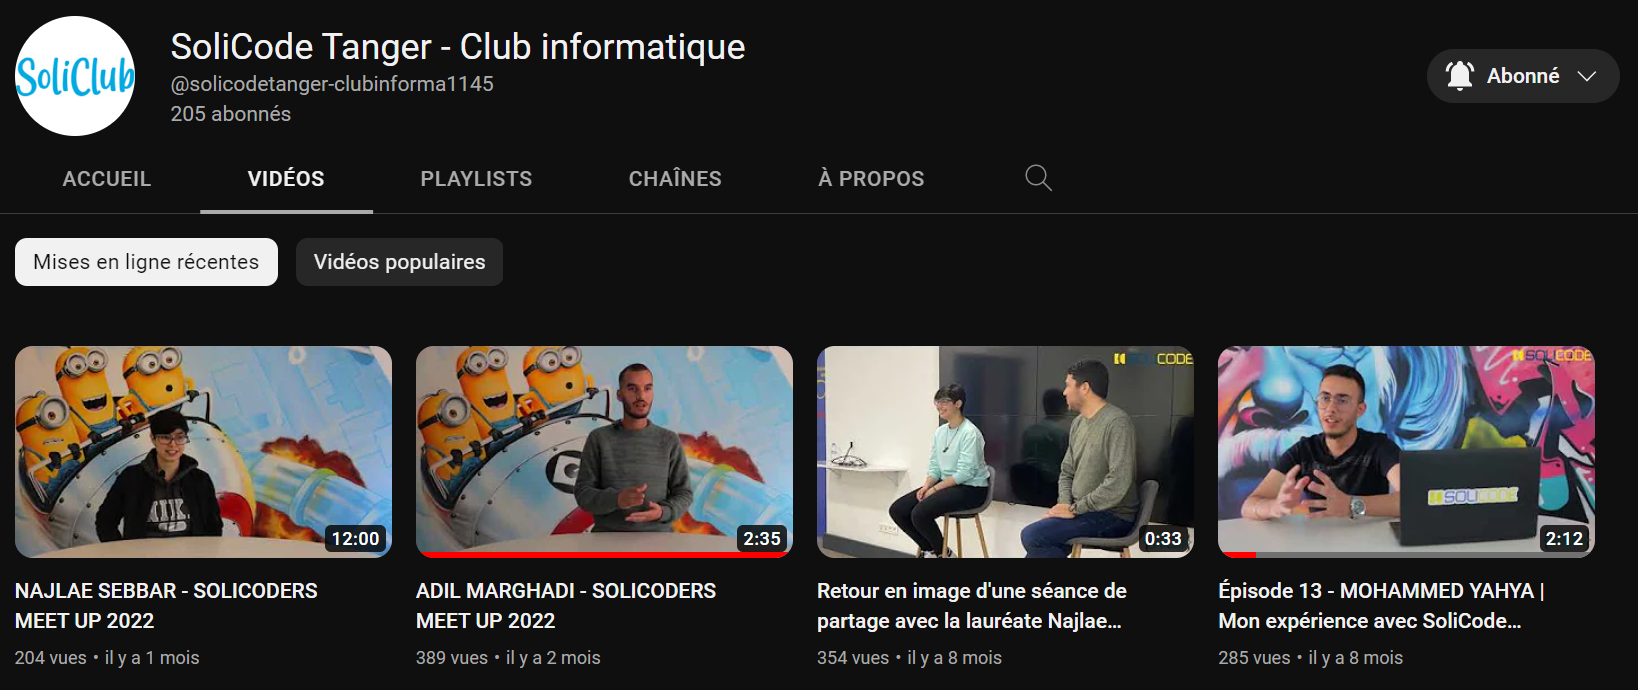 SoliClub
SoliCode Tanger - Club informatique
@solicodetanger-clubinforma1145
205 abonnés
Abonné
ACCUEIL
VIDÉOS
PLAYLISTS
CHAÎNES
À PROPOS
Mises en ligne récentes
Vidéos populaires
12:00
NAJLAE SEBBAR - SOLICODERS
MEET UP 2022
204 vues • il y a 1 mois
2:35
ADIL MARGHADI - SOLICODERS
MEET UP 2022
389 vues • il y a 2 mois
SOLICODE
0:33
Retour en image d'une séance de
partage avec la lauréate Najlae...
354 vues • il y a 8 mois
SOLICODE
SOLICODE
2:12
Épisode 13 - MOHAMMED YAHYA |
Mon expérience avec SoliCode...
285 vues • il y a 8 mois